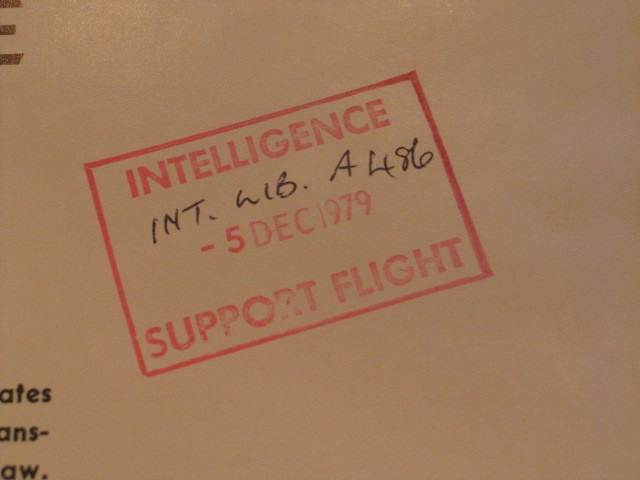 INTELLIGENCE
INT. LIB. A486
- 5 DEC 1979
SUPPORT FLIGHT
ates
ans-
aw.